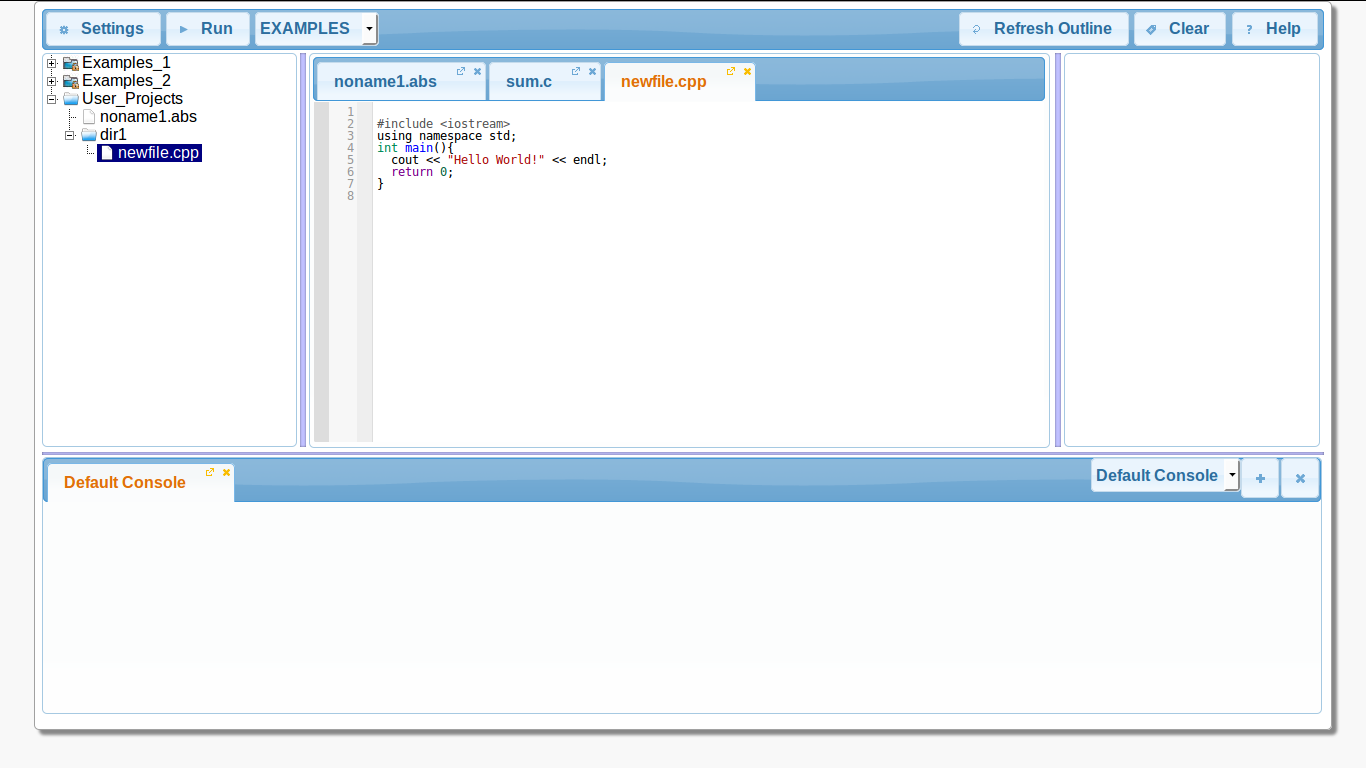 Settings Run EXAMPLES Refresh Outline Clear Help
Examples_1
Examples_2
User_Projects
noname1.abs
dir1
newfile.cpp
noname1.abs sum.c newfile.cpp
1
2 #include <iostream>
3 using namespace std;
4 int main(){
5 cout << "Hello World!" << endl;
6 return 0;
7 }
8
Default Console Default Console